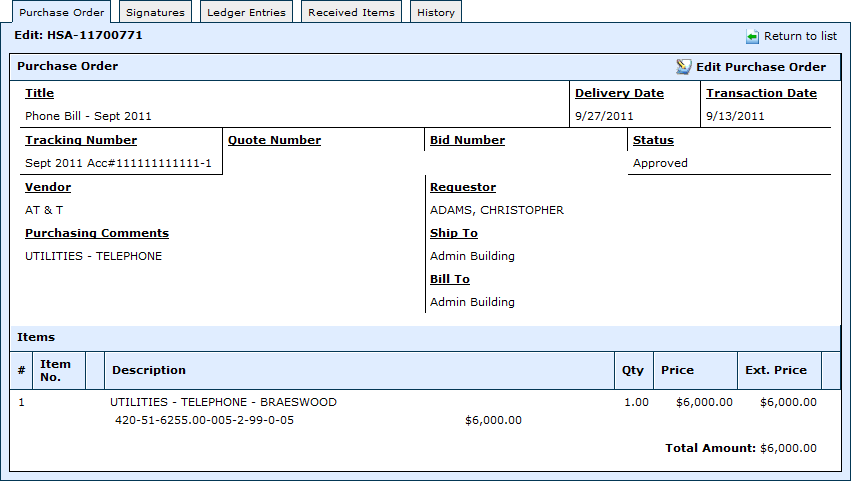 Purchase Order Signatures Ledger Entries Received Items History
Edit: HSA-11700771 Return to list
Purchase Order Edit Purchase Order
Title Delivery Date Transaction Date
Phone Bill - Sept 2011 9/27/2011 9/13/2011
Tracking Number Quote Number Bid Number Status
Sept 2011 Acc#111111111111-1 Approved
Vendor Requestor
AT & T ADAMS, CHRISTOPHER
Purchasing Comments Ship To
UTILITIES - TELEPHONE Admin Building
Bill To
Admin Building
Items
# Item No. Description Qty Price Ext. Price
1 UTILITIES - TELEPHONE - BRAESWOOD 1.00 $6,000.00 $6,000.00
420-51-6255.00-005-2-99-0-05 $6,000.00
Total Amount: $6,000.00